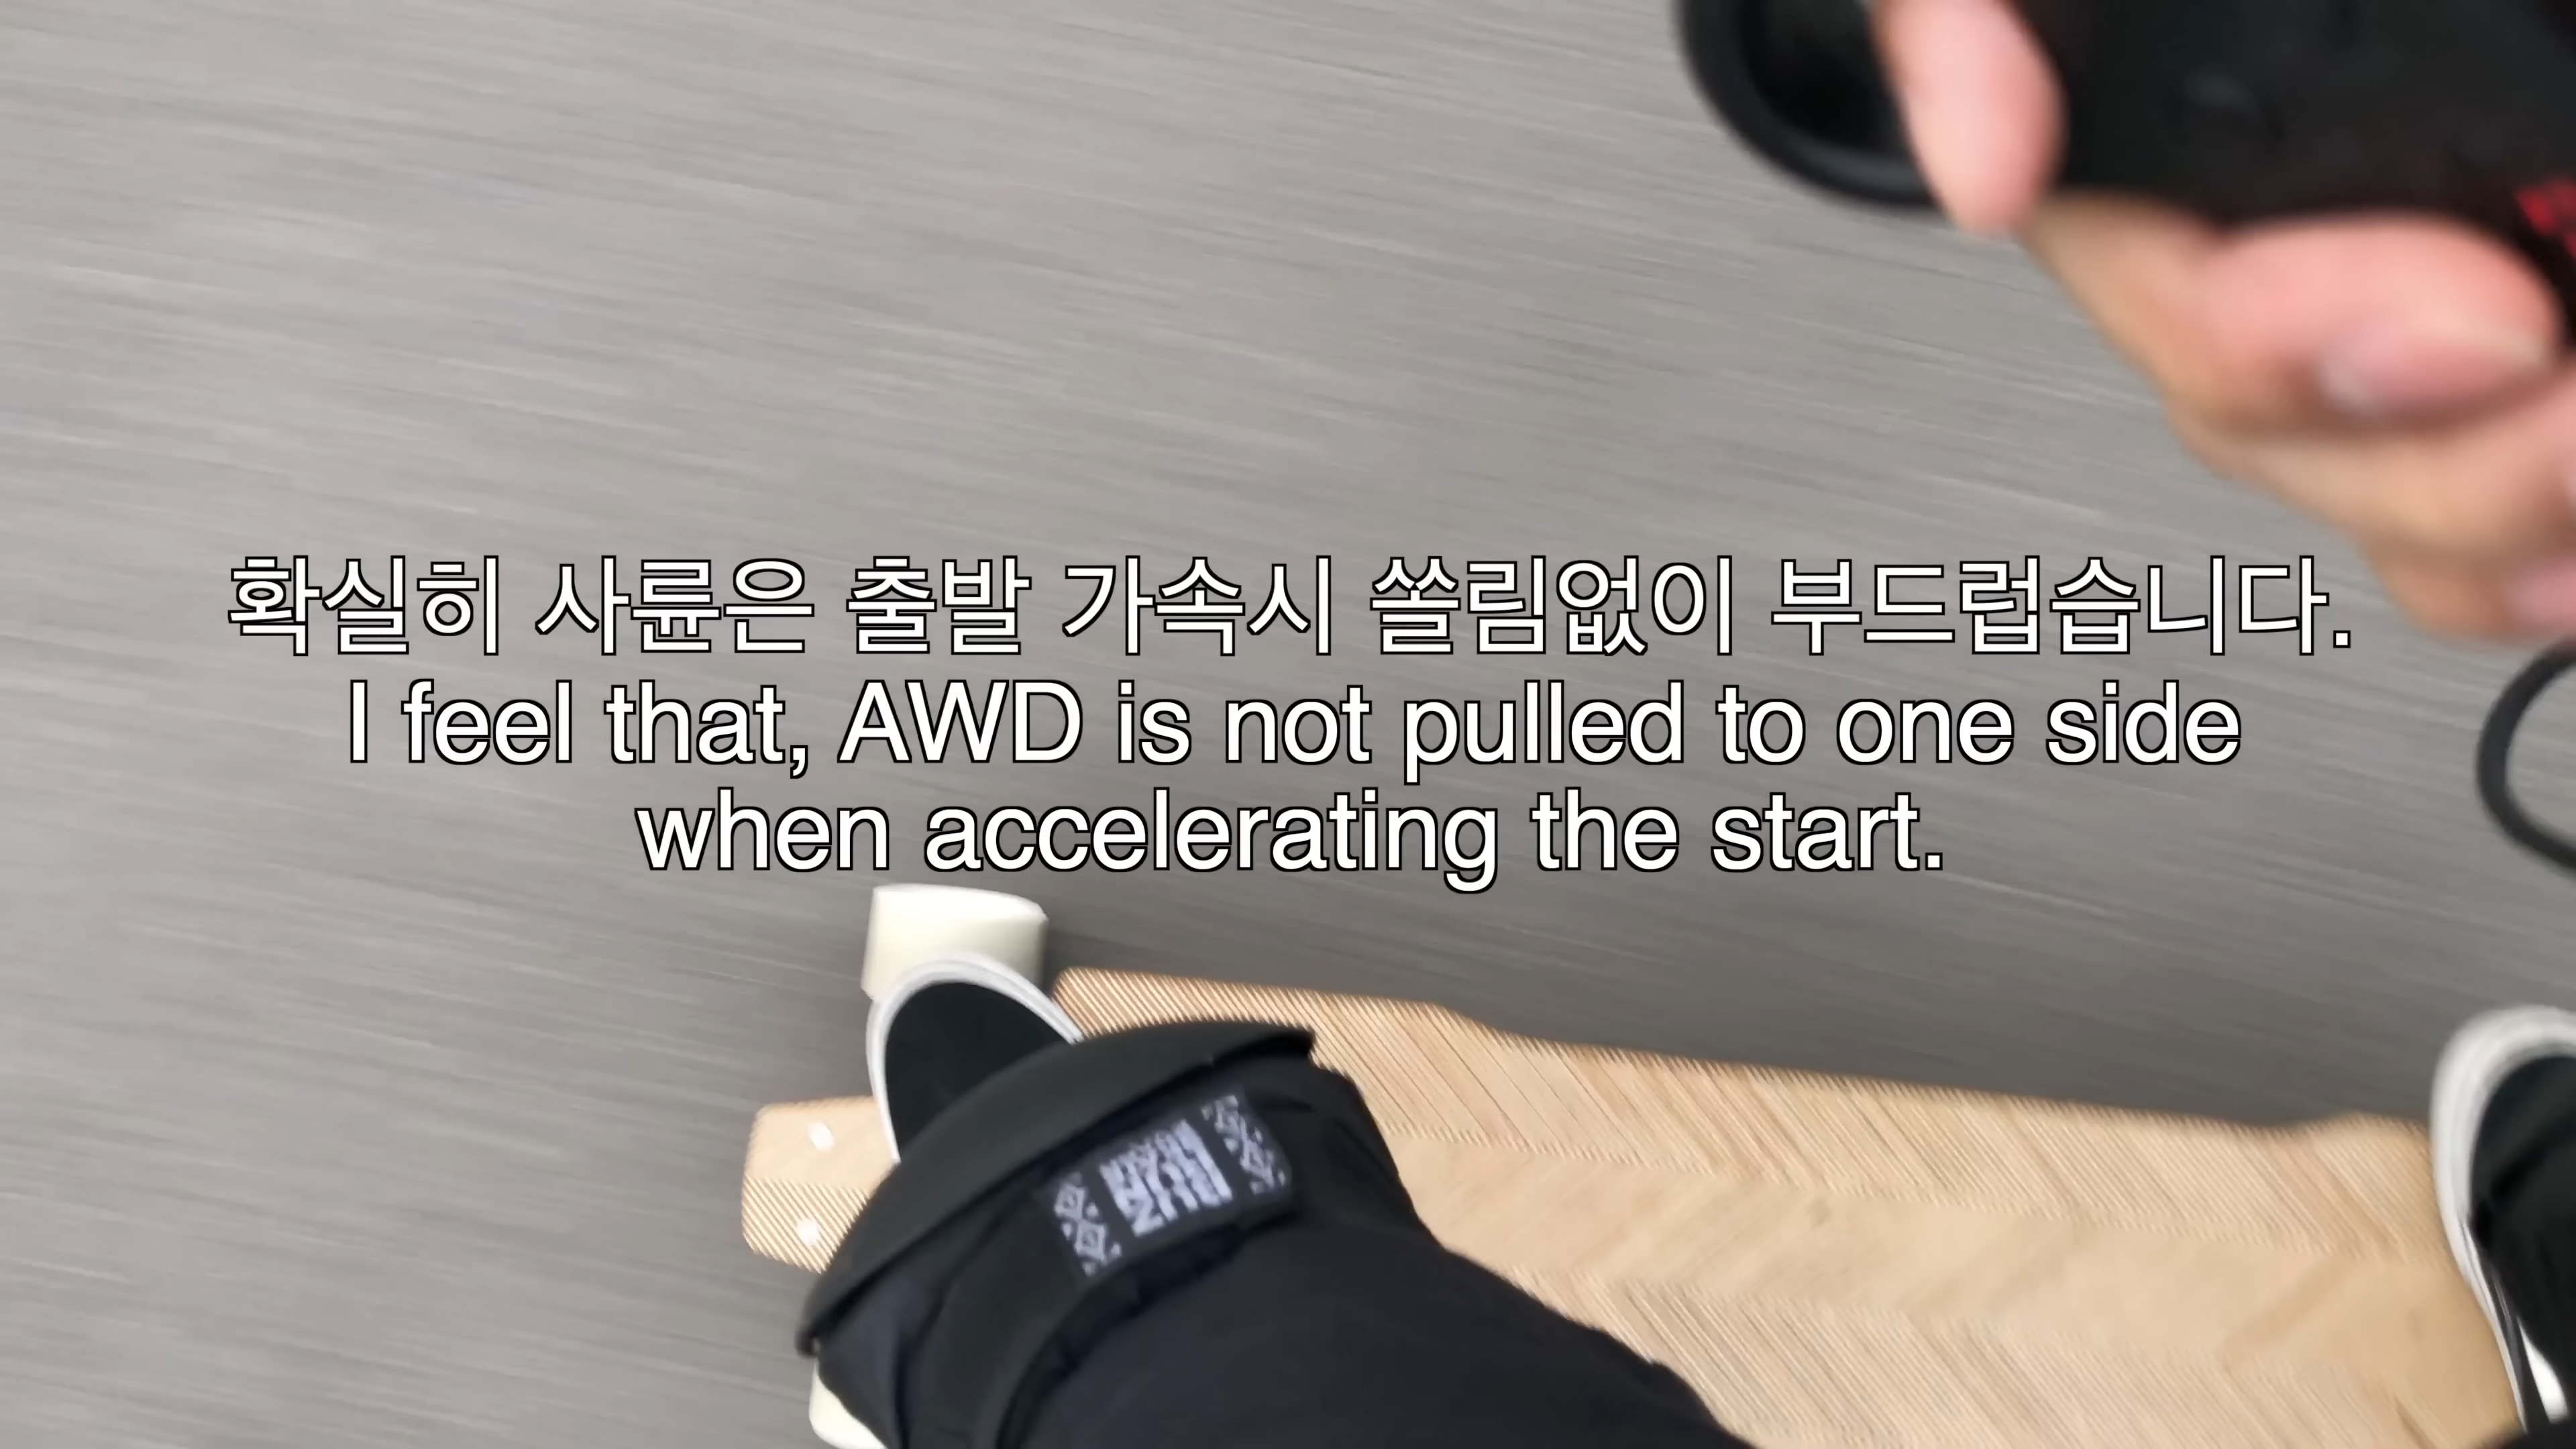 확실히 사륜은 출발 가속시 쏠림없이 부드럽습니다.
I feel that, AWD is not pulled to one side
when accelerating the start.
RUN